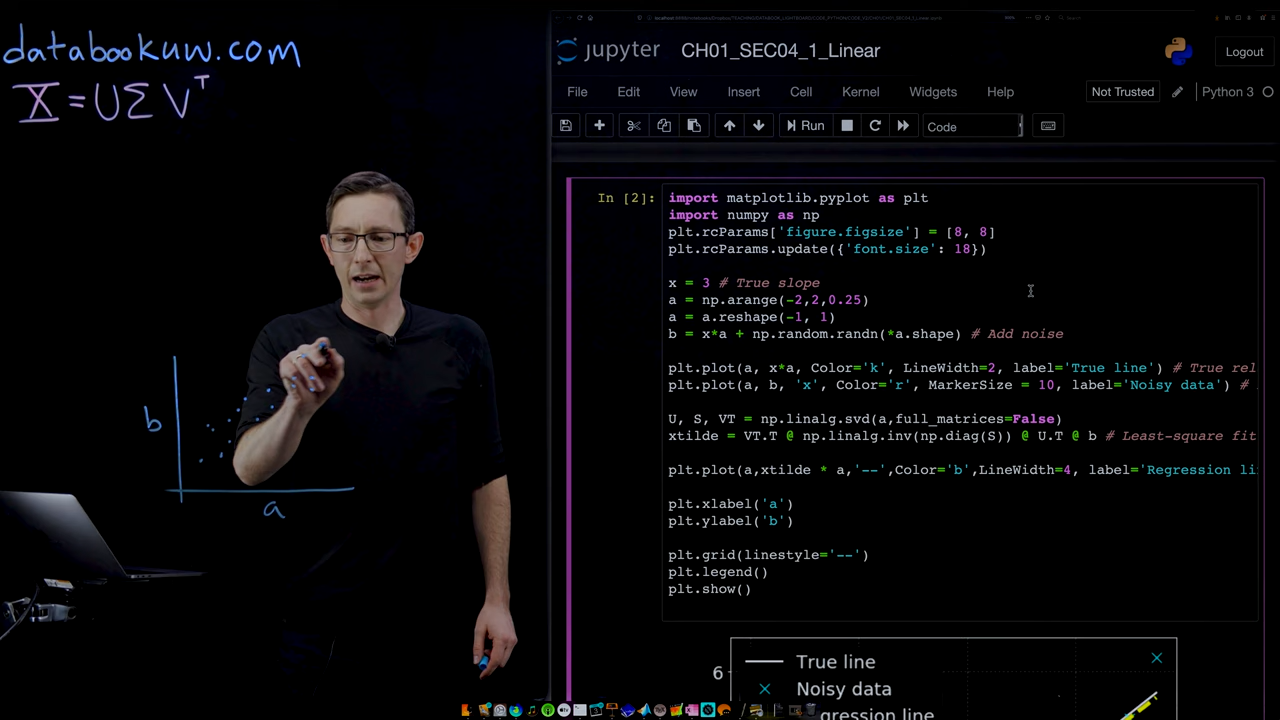 databookuw.com
X = UΣV^T
b
a
jupyter CH01_SEC04_1_Linear
Logout
File Edit View Insert Cell Kernel Widgets Help
Not Trusted
Python 3
Run
Code
In [2]:
import matplotlib.pyplot as plt
import numpy as np
plt.rcParams['figure.figsize'] = [8, 8]
plt.rcParams.update({'font.size': 18})
x = 3 # True slope
a = np.arange(-2,2,0.25)
a = a.reshape(-1, 1)
b = x*a + np.random.randn(*a.shape) # Add noise
plt.plot(a, x*a, Color='k', LineWidth=2, label='True line') # True rel
plt.plot(a, b, 'x', Color='r', MarkerSize = 10, label='Noisy data') #
U, S, VT = np.linalg.svd(a,full_matrices=False)
xtilde = VT.T @ np.linalg.inv(np.diag(S)) @ U.T @ b # Least-square fit
plt.plot(a,xtilde * a,'--',Color='b',LineWidth=4, label='Regression li
plt.xlabel('a')
plt.ylabel('b')
plt.grid(linestyle='--')
plt.legend()
plt.show()
6
True line
Noisy data
egression line